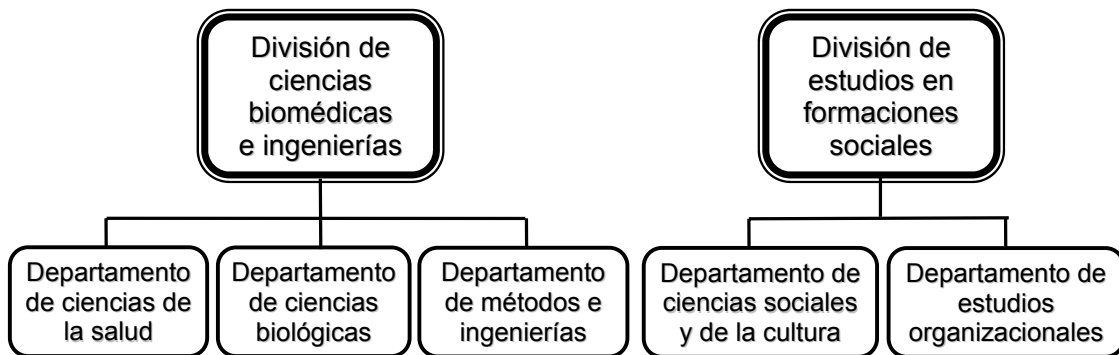 División de
ciencias
biomédicas
e ingenierías
División de
estudios en
formaciones
sociales
Departamento
de ciencias de
la salud
Departamento
de ciencias
biológicas
Departamento
de métodos e
ingenierías
Departamento de
ciencias sociales
y de la cultura
Departamento de
estudios
organizacionales